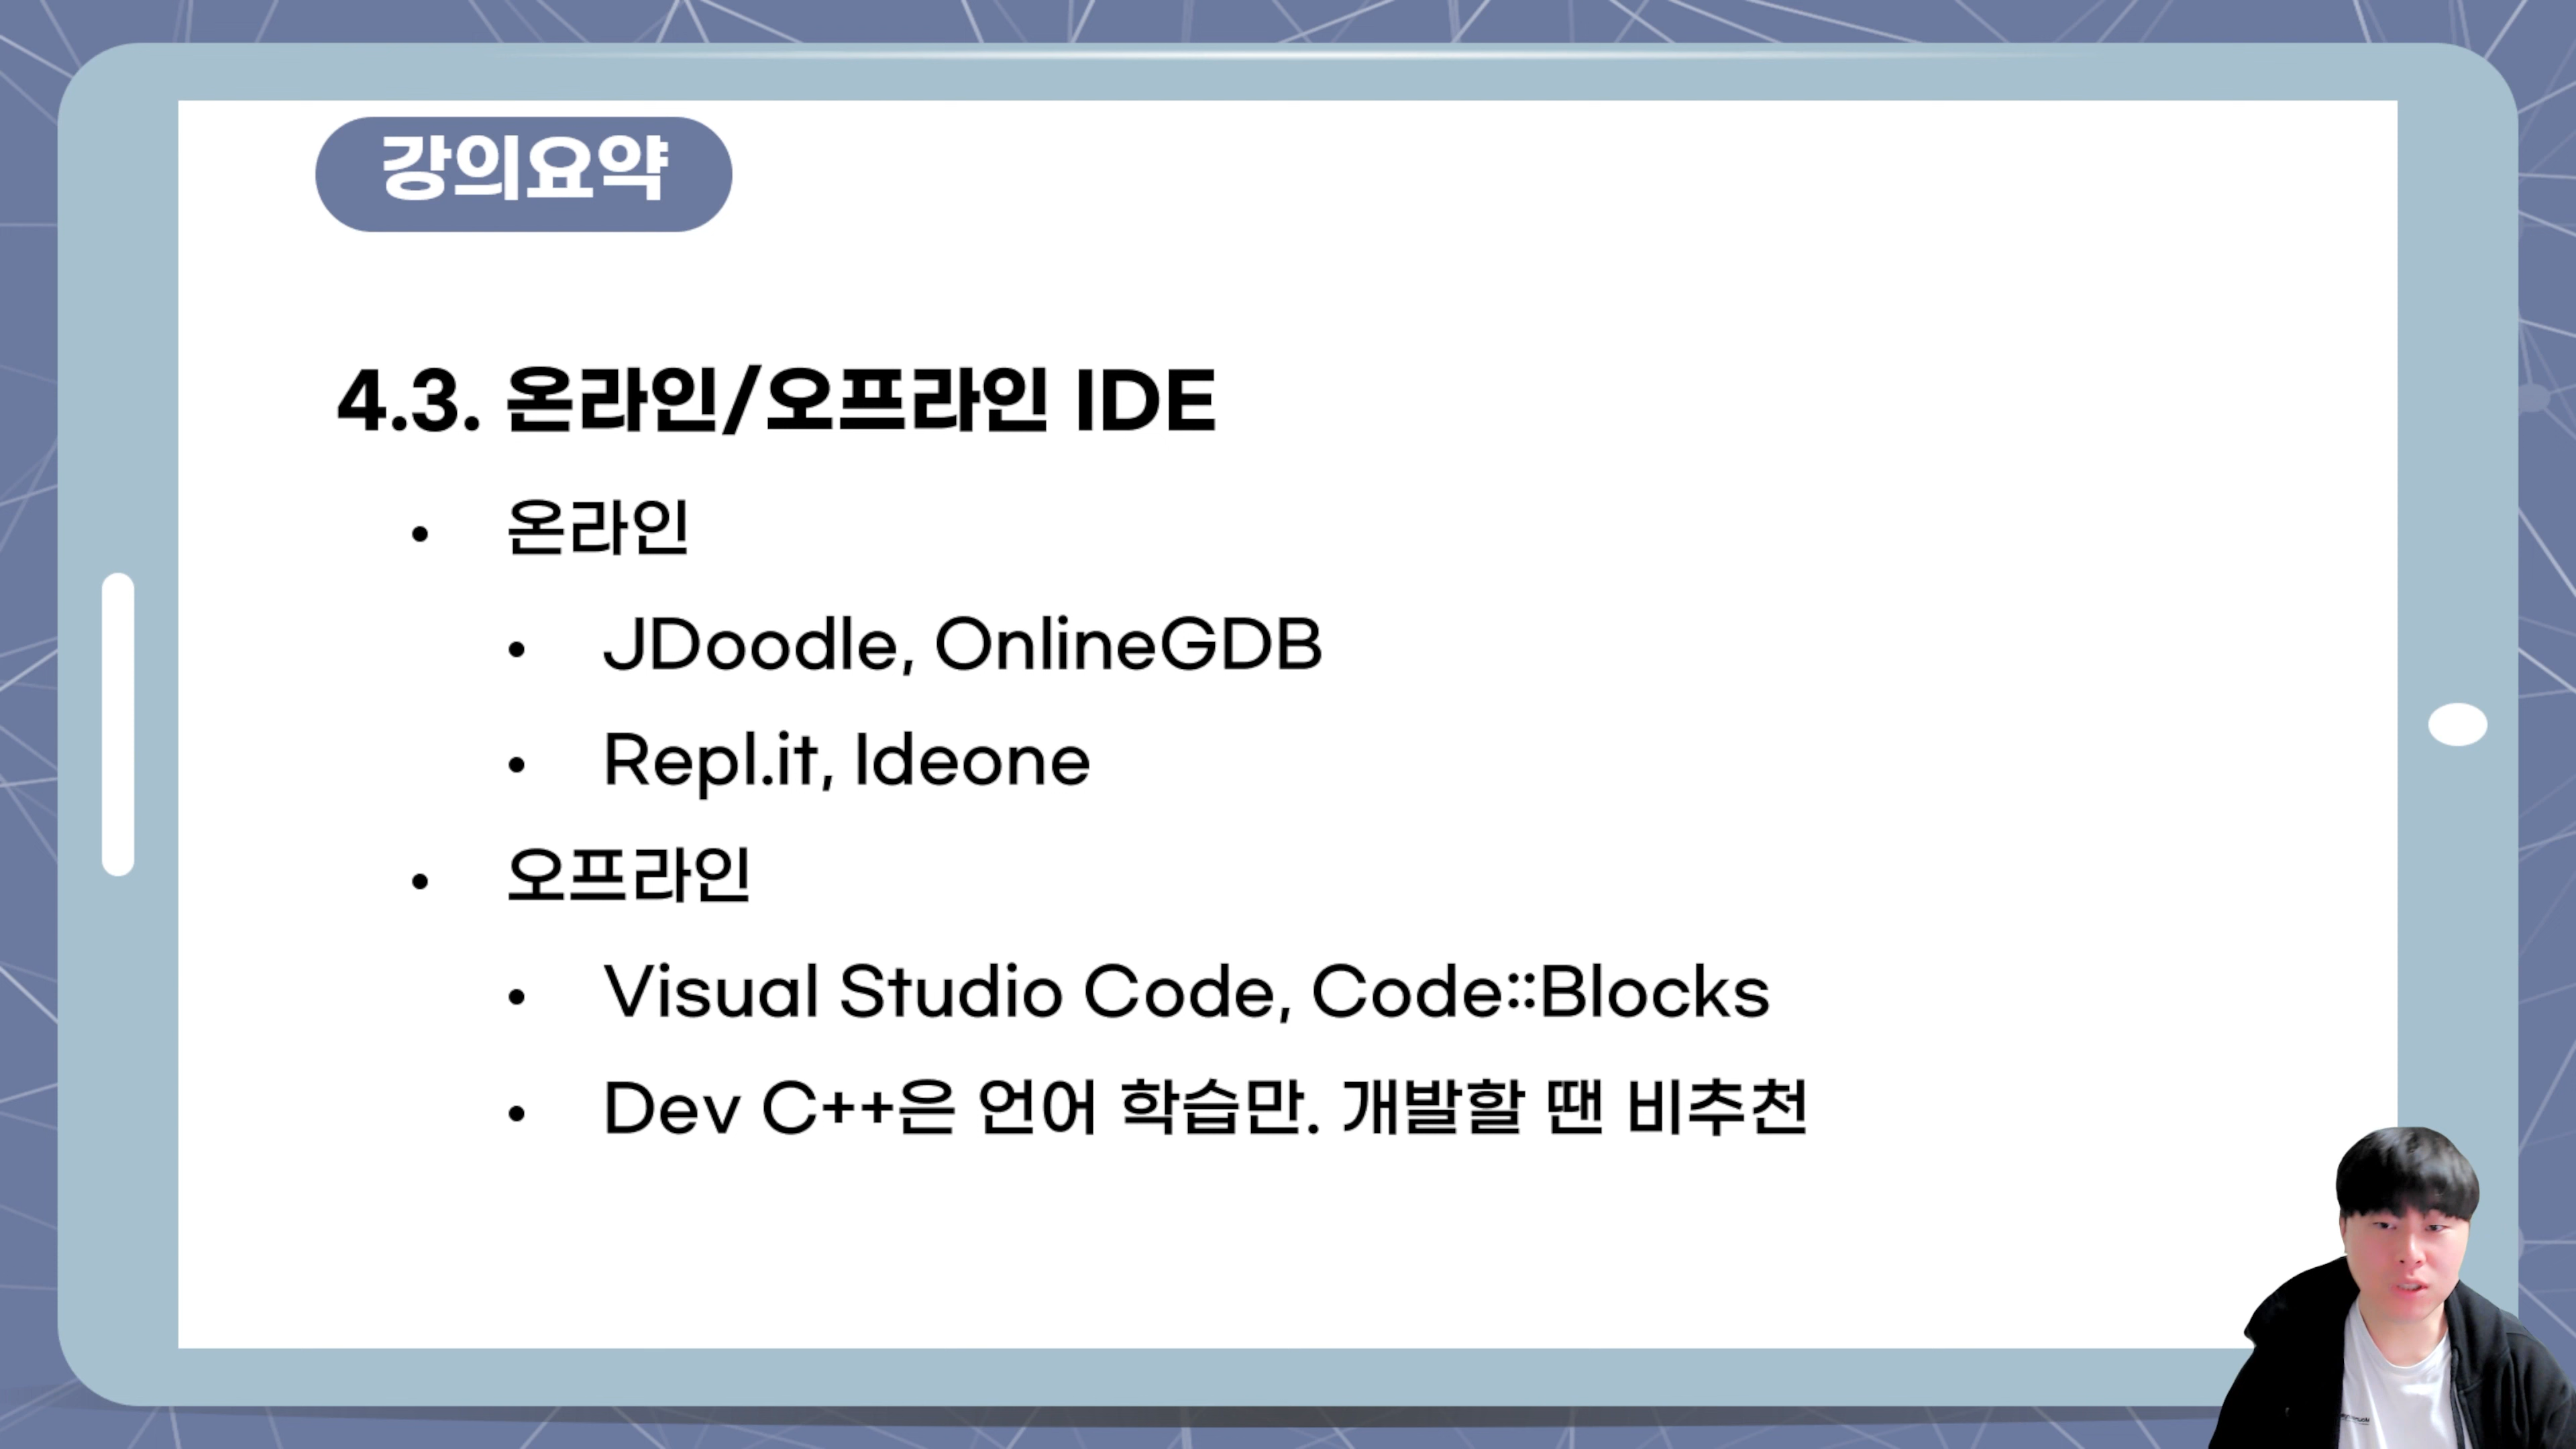 강의요약
4.3. 온라인/오프라인 IDE
• 온라인
• JDoodle, OnlineGDB
• Repl.it, Ideone
• 오프라인
• Visual Studio Code, Code::Blocks
• Dev C++은 언어 학습만. 개발할 땐 비추천